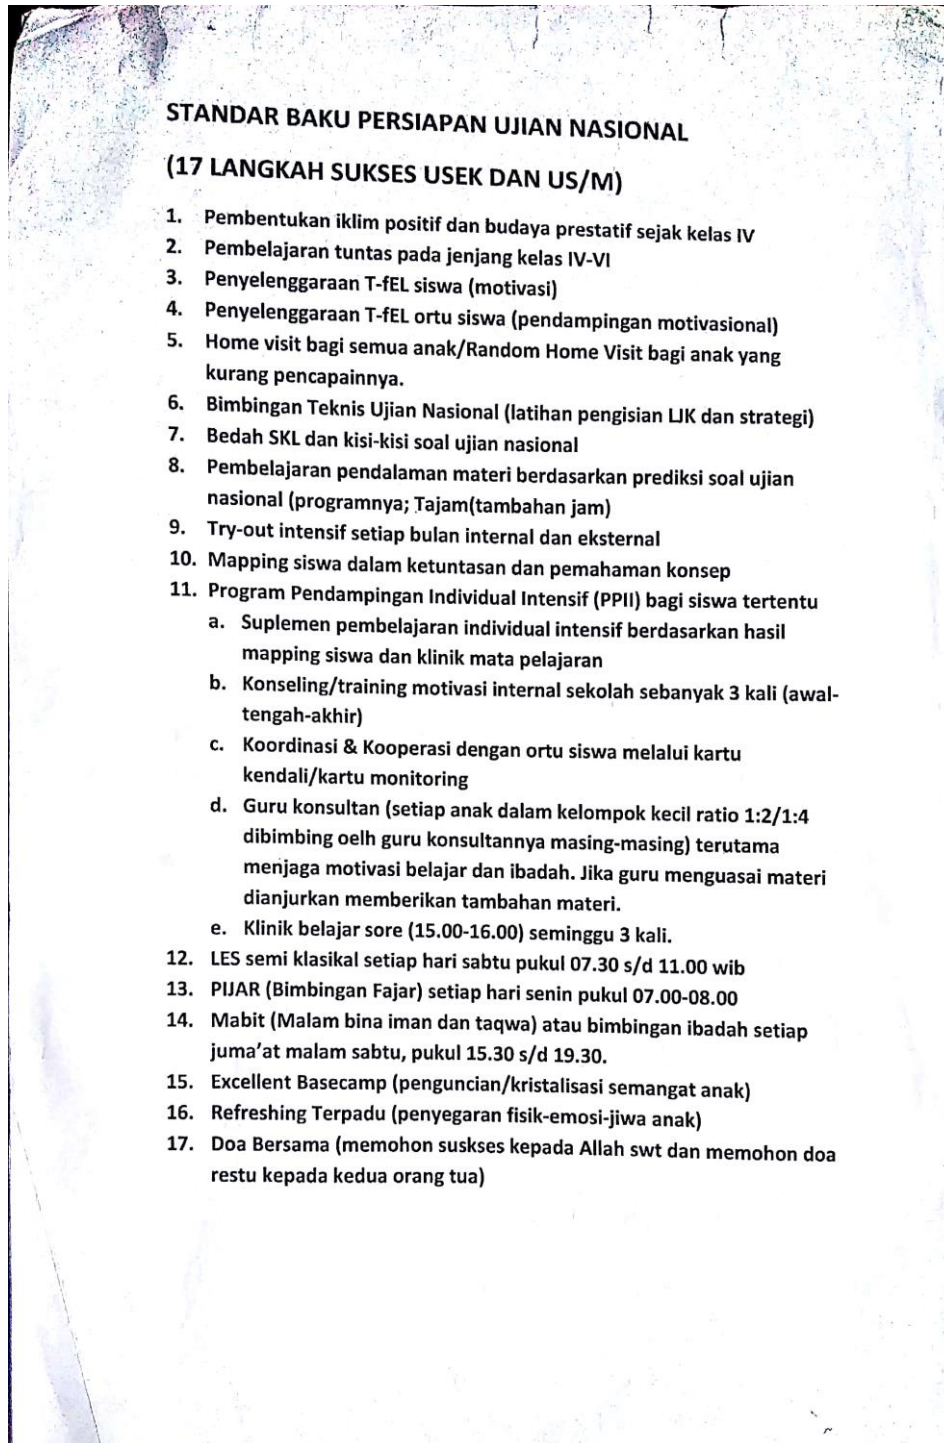 STANDAR BAKU PERSIAPAN UJIAN NASIONAL
(17 LANGKAH SUKSES USEK DAN US/M)
1. Pembentukan iklim positif dan budaya prestatif sejak kelas IV
2. Pembelajaran tuntas pada jenjang kelas IV-VI
3. Penyelenggaraan T-fEL siswa (motivasi)
4. Penyelenggaraan T-fEL ortu siswa (pendampingan motivasional)
5. Home visit bagi semua anak/Random Home Visit bagi anak yang
kurang pencapainnya.
6. Bimbingan Teknis Ujian Nasional (latihan pengisian LJK dan strategi)
7. Bedah SKL dan kisi-kisi soal ujian nasional
8. Pembelajaran pendalaman materi berdasarkan prediksi soal ujian
nasional (programnya; Tajam(tambahan jam)
9. Try-out intensif setiap bulan internal dan eksternal
10. Mapping siswa dalam ketuntasan dan pemahaman konsep
11. Program Pendampingan Individual Intensif (PPII) bagi siswa tertentu
a. Suplemen pembelajaran individual intensif berdasarkan hasil
mapping siswa dan klinik mata pelajaran
b. Konseling/training motivasi internal sekolah sebanyak 3 kali (awal-
tengah-akhir)
c. Koordinasi & Kooperasi dengan ortu siswa melalui kartu
kendali/kartu monitoring
d. Guru konsultan (setiap anak dalam kelompok kecil ratio 1:2/1:4
dibimbing oelh guru konsultannya masing-masing) terutama
menjaga motivasi belajar dan ibadah. Jika guru menguasai materi
dianjurkan memberikan tambahan materi.
e. Klinik belajar sore (15.00-16.00) seminggu 3 kali.
12. LES semi klasikal setiap hari sabtu pukul 07.30 s/d 11.00 wib
13. PIJAR (Bimbingan Fajar) setiap hari senin pukul 07.00-08.00
14. Mabit (Malam bina iman dan taqwa) atau bimbingan ibadah setiap
juma'at malam sabtu, pukul 15.30 s/d 19.30.
15. Excellent Basecamp (penguncian/kristalisasi semangat anak)
16. Refreshing Terpadu (penyegaran fisik-emosi-jiwa anak)
17. Doa Bersama (memohon suskses kepada Allah swt dan memohon doa
restu kepada kedua orang tua)